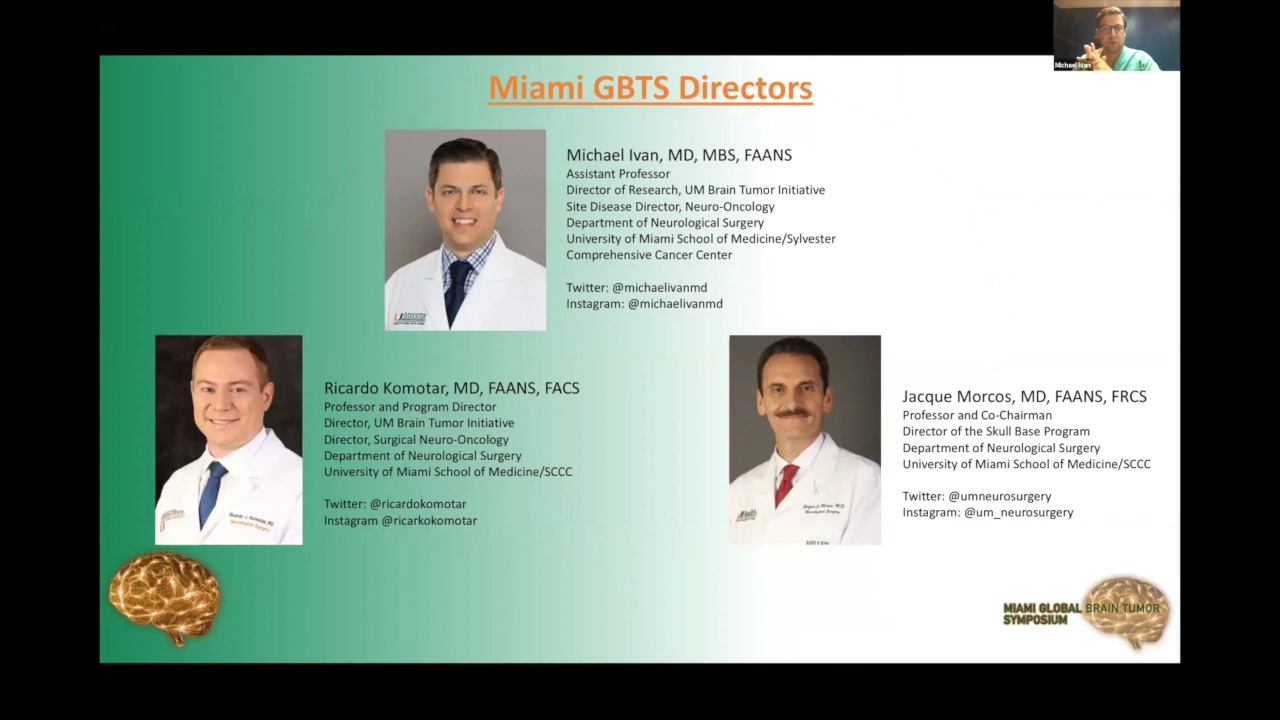 Michael Ivan
Miami GBTS Directors
Michael Ivan, MD, MBS, FAANS
Assistant Professor
Director of Research, UM Brain Tumor Initiative
Site Disease Director, Neuro-Oncology
Department of Neurological Surgery
University of Miami School of Medicine/Sylvester
Comprehensive Cancer Center
Twitter: @michaelivanmd
Instagram: @michaelivanmd
Ricardo Komotar, MD, FAANS, FACS
Professor and Program Director
Director, UM Brain Tumor Initiative
Director, Surgical Neuro-Oncology
Department of Neurological Surgery
University of Miami School of Medicine/SCCC
Twitter: @ricardokomotar
Instagram @ricarkokomotar
Ricardo J. Komotar, MD
Neurological Surgery
Jacque Morcos, MD, FAANS, FRCS
Professor and Co-Chairman
Director of the Skull Base Program
Department of Neurological Surgery
University of Miami School of Medicine/SCCC
Twitter: @umneurosurgery
Instagram: @um_neurosurgery
MIAMI GLOBAL BRAIN TUMOR
SYMPOSIUM